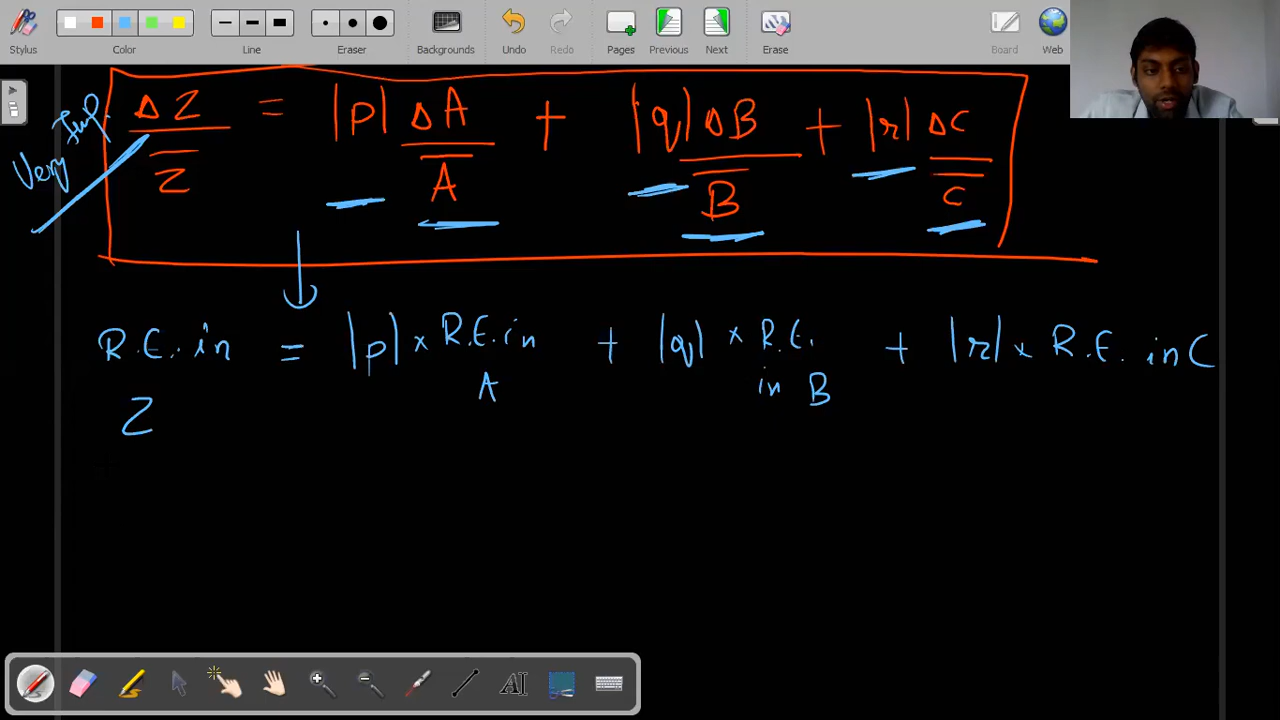 Stylus Color Line Eraser Backgrounds Undo Redo Pages Previous Next Erase Board Web
Very Imp.
ΔZ / Z̅ = |p| ΔA / A̅ + |q| ΔB / B̅ + |r| ΔC / C̅
R.E. in Z = |p| × R.E. in A + |q| × R.E. in B + |r| × R.E. in C
AI